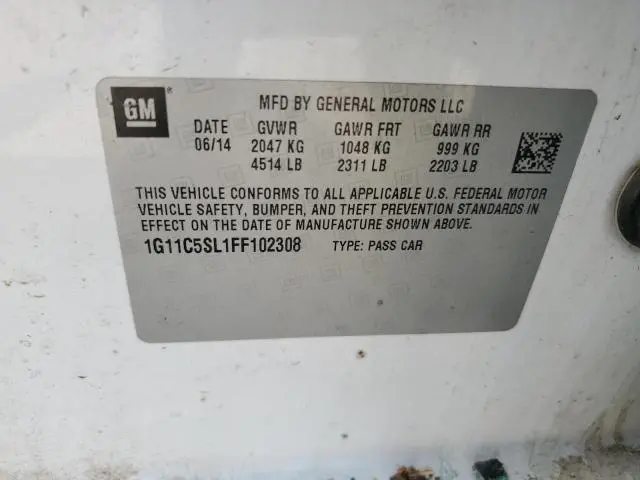 GM
MFD BY GENERAL MOTORS LLC
DATE GVWR GAWR FRT GAWR RR
06/14 2047 KG 1048 KG 999 KG
4514 LB 2311 LB 2203 LB
THIS VEHICLE CONFORMS TO ALL APPLICABLE U.S. FEDERAL MOTOR
VEHICLE SAFETY, BUMPER, AND THEFT PREVENTION STANDARDS IN
EFFECT ON THE DATE OF MANUFACTURE SHOWN ABOVE.
1G11C5SL1FF102308 TYPE: PASS CAR